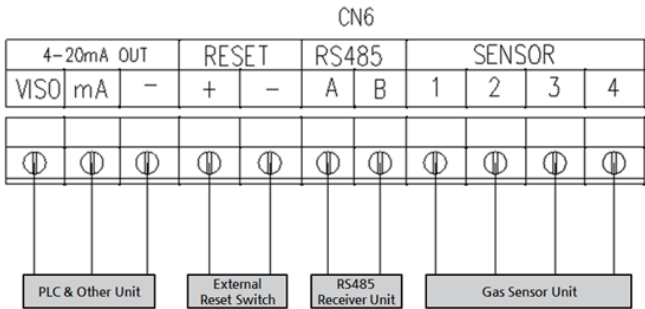 CN6
4-20mA OUT RESET RS485 SENSOR
VISO mA - + - A B 1 2 3 4
PLC & Other Unit
External
Reset Switch
RS485
Receiver Unit
Gas Sensor Unit